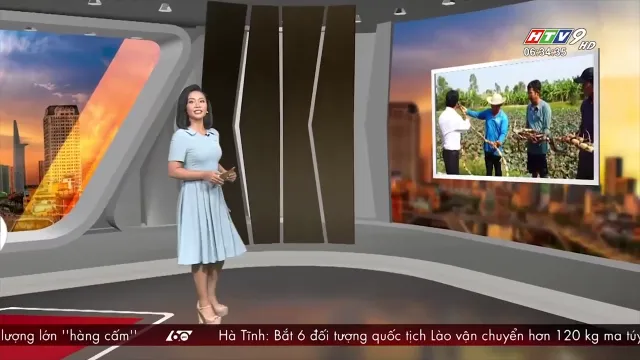 HTV9 HD
06:34:35
lượng lớn "hàng cấm" 60 Hà Tĩnh: Bắt 6 đối tượng quốc tịch Lào vận chuyển hơn 120 kg ma túy